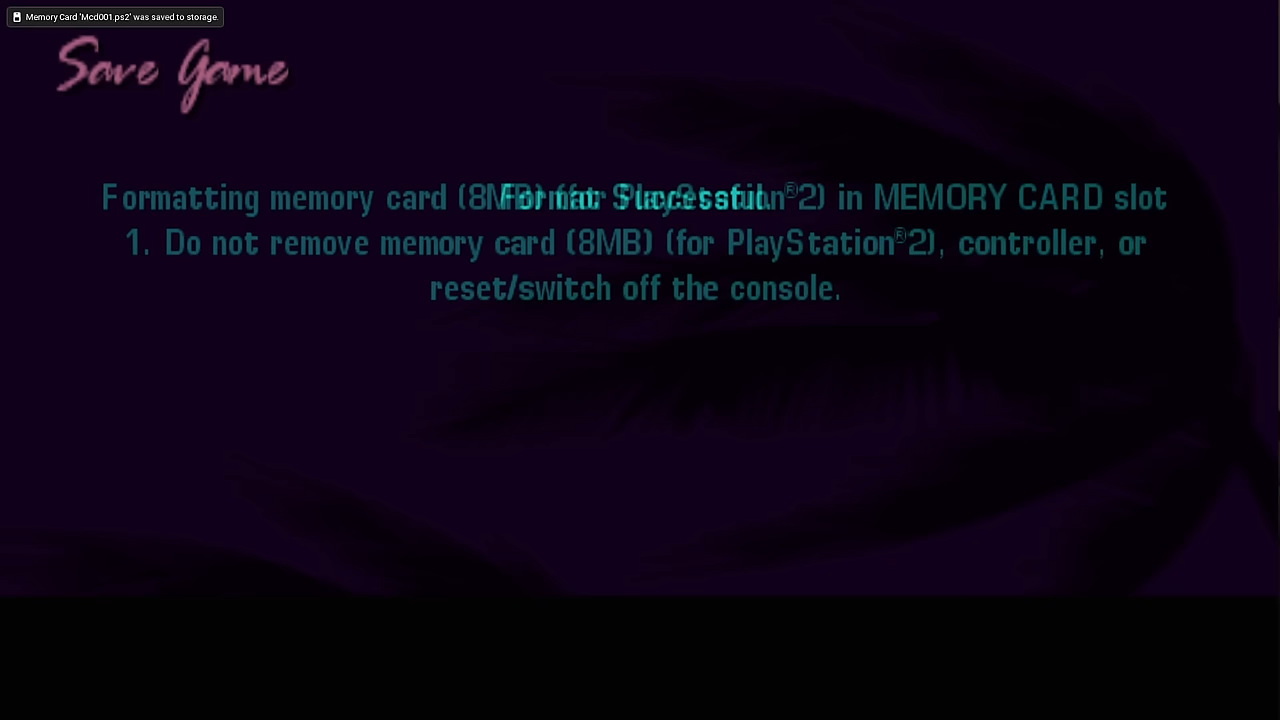 Memory Card 'Mcd001.ps2' was saved to storage.
Save Game
Formatting memory card (8MB) (for PlayStation®2) in MEMORY CARD slot
Format Successful.
1. Do not remove memory card (8MB) (for PlayStation®2), controller, or
reset/switch off the console.